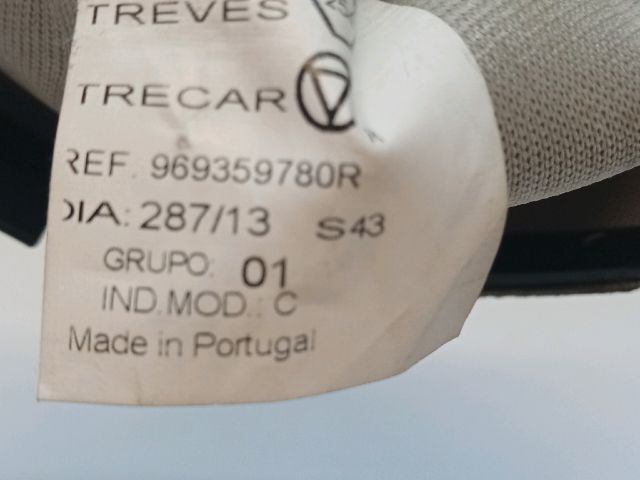 TREVES
TRECAR
REF. 969359780R
DIA: 287/13 S43
GRUPO: 01
IND.MOD.: C
Made in Portugal